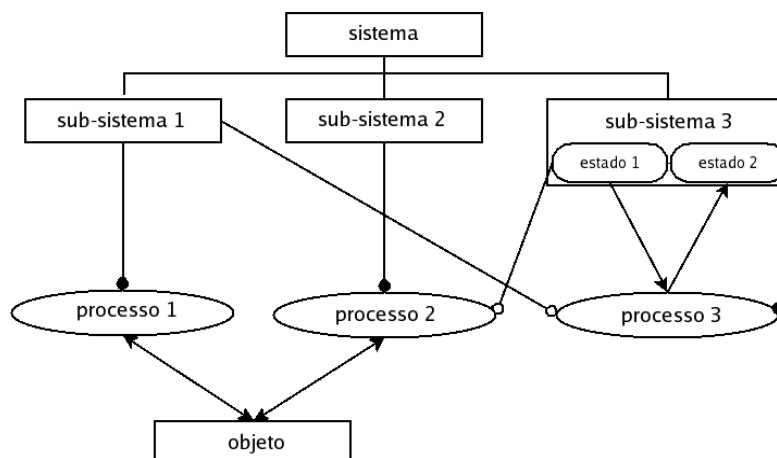 sistema
sub-sistema 1
sub-sistema 2
sub-sistema 3
estado 1
estado 2
processo 1
processo 2
processo 3
objeto